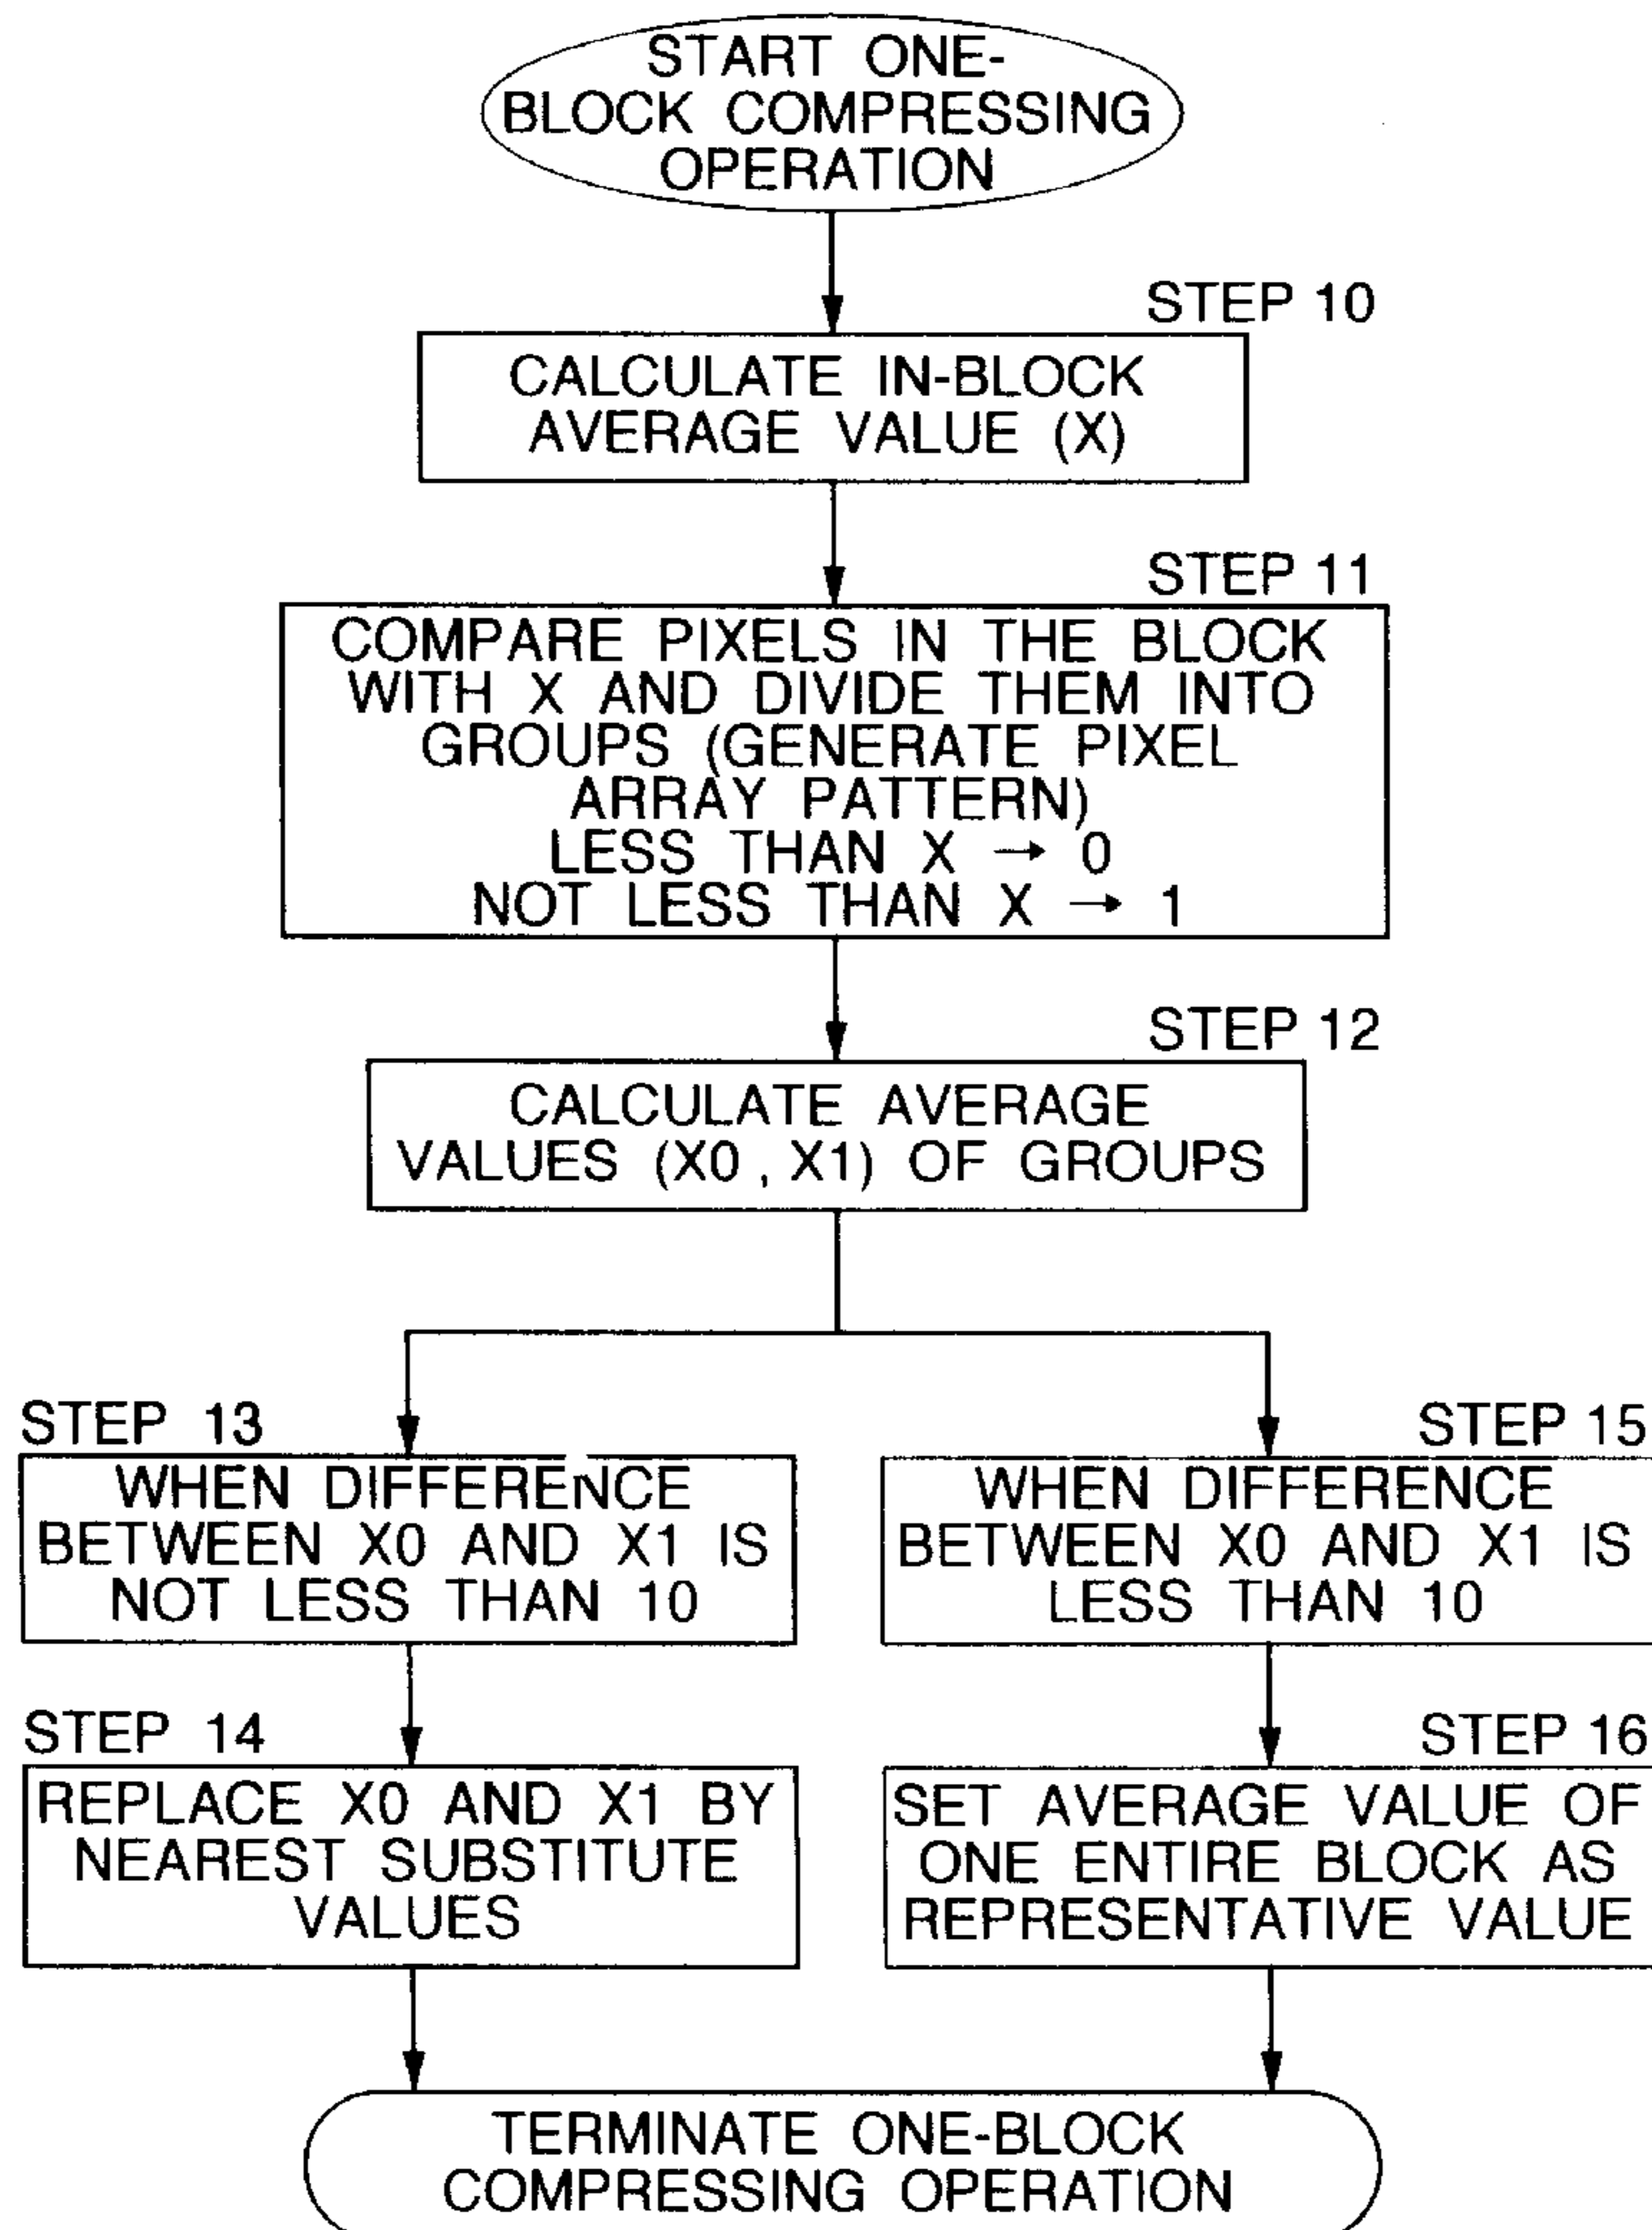 START ONE-
BLOCK COMPRESSING
OPERATION
STEP 10
CALCULATE IN-BLOCK
AVERAGE VALUE (X)
STEP 11
COMPARE PIXELS IN THE BLOCK
WITH X AND DIVIDE THEM INTO
GROUPS (GENERATE PIXEL
ARRAY PATTERN)
LESS THAN X → 0
NOT LESS THAN X → 1
STEP 12
CALCULATE AVERAGE
VALUES (X0 , X1) OF GROUPS
STEP 13
WHEN DIFFERENCE
BETWEEN X0 AND X1 IS
NOT LESS THAN 10
STEP 14
REPLACE X0 AND X1 BY
NEAREST SUBSTITUTE
VALUES
STEP 15
WHEN DIFFERENCE
BETWEEN X0 AND X1 IS
LESS THAN 10
STEP 16
SET AVERAGE VALUE OF
ONE ENTIRE BLOCK AS
REPRESENTATIVE VALUE
TERMINATE ONE-BLOCK
COMPRESSING OPERATION